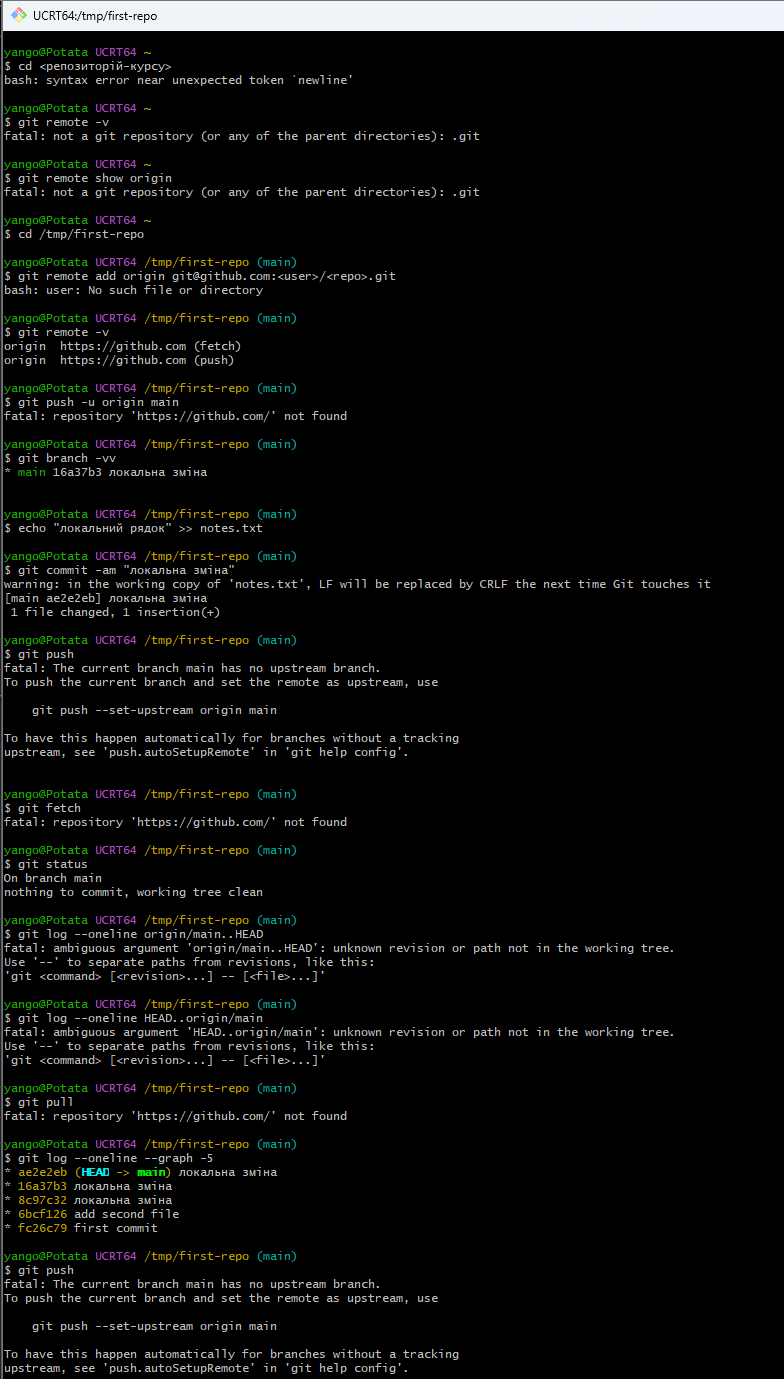 UCRT64:/tmp/first-repo
yango@Potata UCRT64 ~
$ cd <репозиторій-курсу>
bash: syntax error near unexpected token `newline'
yango@Potata UCRT64 ~
$ git remote -v
fatal: not a git repository (or any of the parent directories): .git
yango@Potata UCRT64 ~
$ git remote show origin
fatal: not a git repository (or any of the parent directories): .git
yango@Potata UCRT64 ~
$ cd /tmp/first-repo
yango@Potata UCRT64 /tmp/first-repo (main)
$ git remote add origin git@github.com:<user>/<repo>.git
bash: user: No such file or directory
yango@Potata UCRT64 /tmp/first-repo (main)
$ git remote -v
origin  https://github.com (fetch)
origin  https://github.com (push)
yango@Potata UCRT64 /tmp/first-repo (main)
$ git push -u origin main
fatal: repository 'https://github.com/' not found
yango@Potata UCRT64 /tmp/first-repo (main)
$ git branch -vv
* main 16a37b3 локальна зміна
yango@Potata UCRT64 /tmp/first-repo (main)
$ echo "локальний рядок" >> notes.txt
yango@Potata UCRT64 /tmp/first-repo (main)
$ git commit -am "локальна зміна"
warning: in the working copy of 'notes.txt', LF will be replaced by CRLF the next time Git touches it
[main ae2e2eb] локальна зміна
 1 file changed, 1 insertion(+)
yango@Potata UCRT64 /tmp/first-repo (main)
$ git push
fatal: The current branch main has no upstream branch.
To push the current branch and set the remote as upstream, use
    git push --set-upstream origin main
To have this happen automatically for branches without a tracking
upstream, see 'push.autoSetupRemote' in 'git help config'.
yango@Potata UCRT64 /tmp/first-repo (main)
$ git fetch
fatal: repository 'https://github.com/' not found
yango@Potata UCRT64 /tmp/first-repo (main)
$ git status
On branch main
nothing to commit, working tree clean
yango@Potata UCRT64 /tmp/first-repo (main)
$ git log --oneline origin/main..HEAD
fatal: ambiguous argument 'origin/main..HEAD': unknown revision or path not in the working tree.
Use '--' to separate paths from revisions, like this:
'git <command> [<revision>...] -- [<file>...]'
yango@Potata UCRT64 /tmp/first-repo (main)
$ git log --oneline HEAD..origin/main
fatal: ambiguous argument 'HEAD..origin/main': unknown revision or path not in the working tree.
Use '--' to separate paths from revisions, like this:
'git <command> [<revision>...] -- [<file>...]'
yango@Potata UCRT64 /tmp/first-repo (main)
$ git pull
fatal: repository 'https://github.com/' not found
yango@Potata UCRT64 /tmp/first-repo (main)
$ git log --oneline --graph -5
* ae2e2eb (HEAD -> main) локальна зміна
* 16a37b3 локальна зміна
* 8c97c32 локальна зміна
* 6bcf126 add second file
* fc26c79 first commit
yango@Potata UCRT64 /tmp/first-repo (main)
$ git push
fatal: The current branch main has no upstream branch.
To push the current branch and set the remote as upstream, use
    git push --set-upstream origin main
To have this happen automatically for branches without a tracking
upstream, see 'push.autoSetupRemote' in 'git help config'.